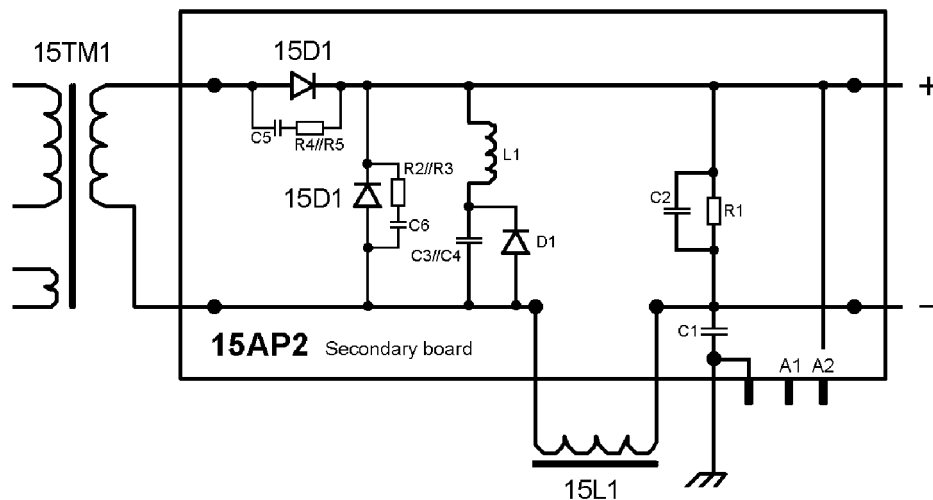 15TM1
15D1
+
C5
R4//R5
L1
R2//R3
15D1
C6
C2
R1
C3//C4
D1
C1
−
15AP2 Secondary board
A1 A2
15L1